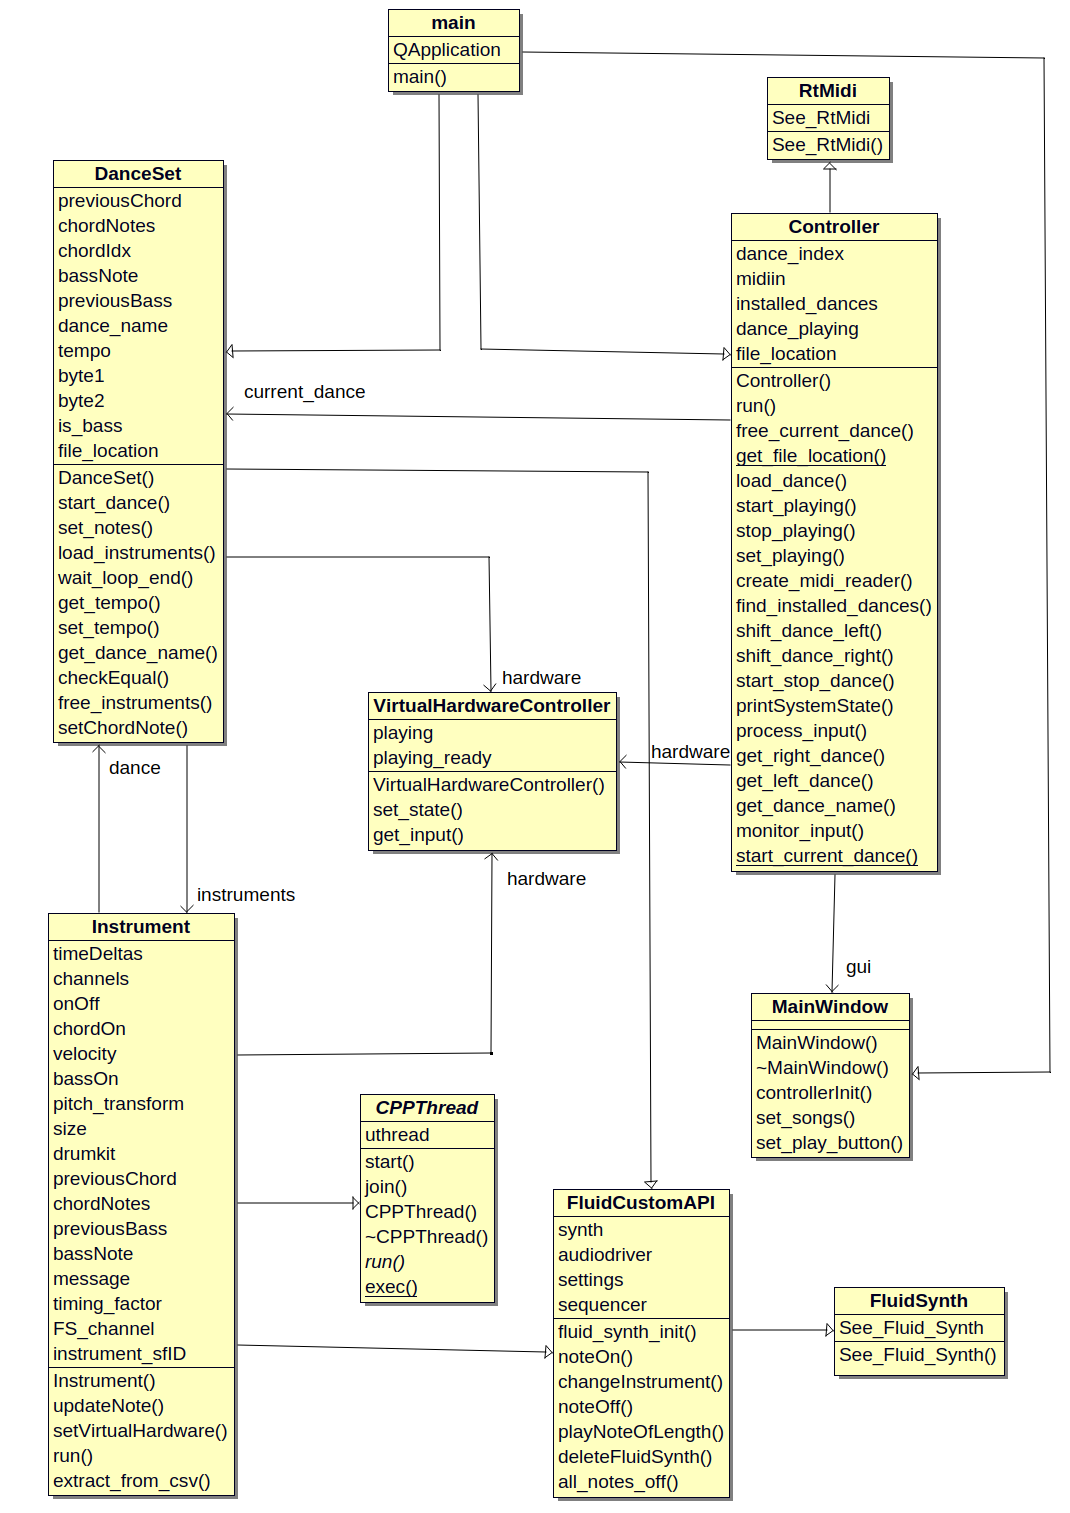 main
QApplication
main()
RtMidi
See_RtMidi
See_RtMidi()
DanceSet
previousChord
chordNotes
chordIdx
bassNote
previousBass
dance_name
tempo
byte1
byte2
is_bass
file_location
DanceSet()
start_dance()
set_notes()
load_instruments()
wait_loop_end()
get_tempo()
set_tempo()
get_dance_name()
checkEqual()
free_instruments()
setChordNote()
Controller
dance_index
midiin
installed_dances
dance_playing
file_location
Controller()
run()
free_current_dance()
get_file_location()
load_dance()
start_playing()
stop_playing()
set_playing()
create_midi_reader()
find_installed_dances()
shift_dance_left()
shift_dance_right()
start_stop_dance()
printSystemState()
process_input()
get_right_dance()
get_left_dance()
get_dance_name()
monitor_input()
start_current_dance()
current_dance
hardware
VirtualHardwareController
playing
playing_ready
VirtualHardwareController()
set_state()
get_input()
hardware
dance
instruments
hardware
gui
Instrument
timeDeltas
channels
onOff
chordOn
velocity
bassOn
pitch_transform
size
drumkit
previousChord
chordNotes
previousBass
bassNote
message
timing_factor
FS_channel
instrument_sfID
Instrument()
updateNote()
setVirtualHardware()
run()
extract_from_csv()
MainWindow
MainWindow()
~MainWindow()
controllerInit()
set_songs()
set_play_button()
CPPThread
uthread
start()
join()
CPPThread()
~CPPThread()
run()
exec()
FluidCustomAPI
synth
audiodriver
settings
sequencer
fluid_synth_init()
noteOn()
changeInstrument()
noteOff()
playNoteOfLength()
deleteFluidSynth()
all_notes_off()
FluidSynth
See_Fluid_Synth
See_Fluid_Synth()